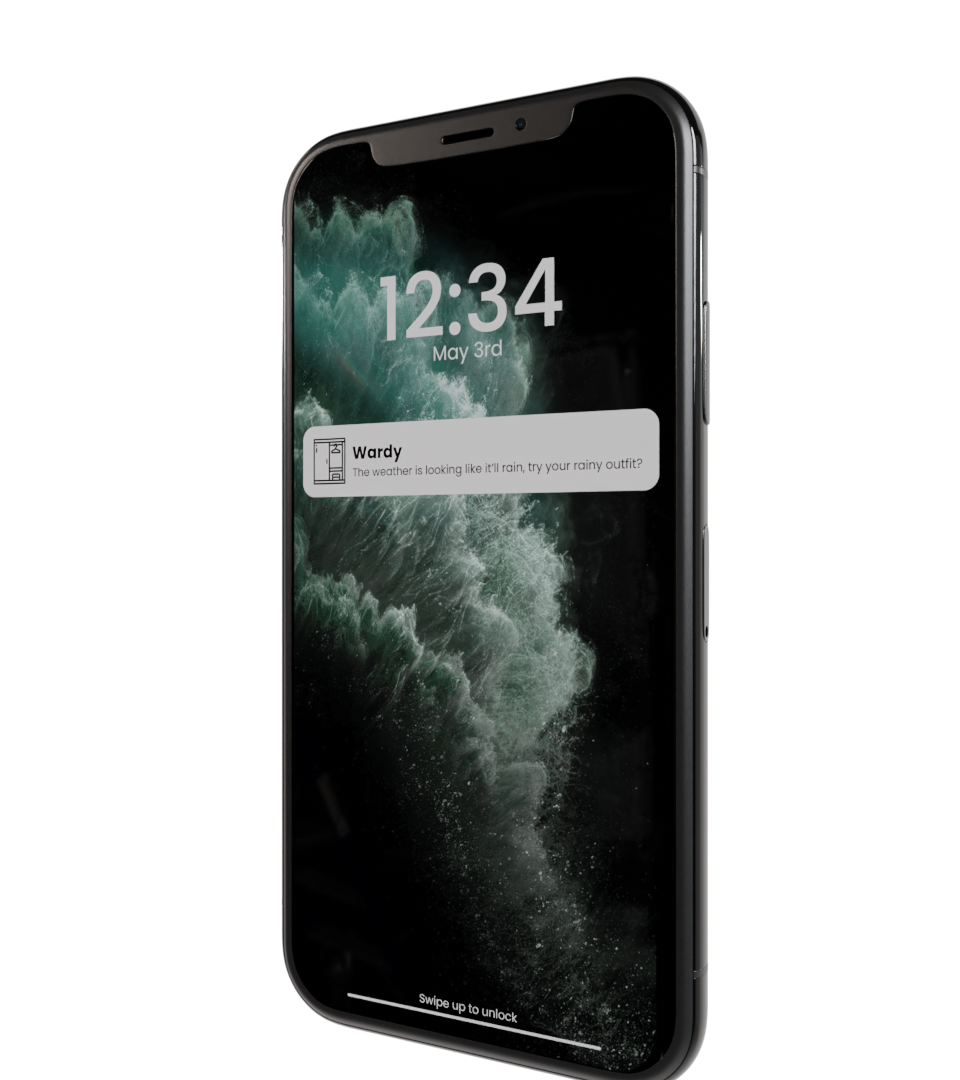 12:34
May 3rd
Wardy
The weather is looking like it'll rain, try your rainy outfit?
Swipe up to unlock